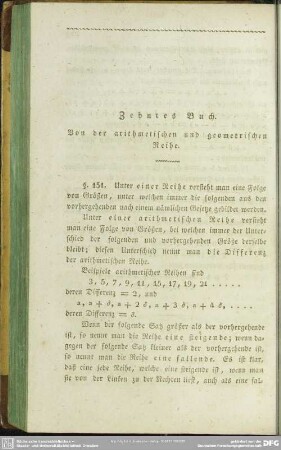 Zehntes Buch.
Von der arithmetischen und geometrischen
Reihe.
§. 151. Unter einer Reihe versteht man eine Folge
von Größen, unter welchen immer die folgenden aus den
vorhergehenden nach einem nämlichen Gesetze gebildet werden.
Unter einer arithmetischen Reihe versteht
man eine Folge von Größen, bei welchen immer der Unter-
schied der folgenden und vorhergehenden Größe derselbe
bleibt; diesen Unterschied nennt man die Differenz
der arithmetischen Reihe.
Beispiele arithmetischer Reihen sind
3, 5, 7, 9, 11, 15, 17, 19, 21 . . . . .
deren Differenz = 2, und
a, a + δ, a + 2 δ, a + 3 δ, a + 4 δ, . . . . .
deren Differenz = δ.
Wenn der folgende Satz größer als der vorhergehende
ist, so nennt man die Reihe eine steigende; wenn da-
gegen der folgende Satz kleiner als der vorhergehende ist,
so nennt man die Reihe eine fallende. Es ist klar,
daß eine jede Reihe, welche eine steigende ist, wenn man
sie von der Linken zu der Rechten liest, auch als eine fal-
DFG